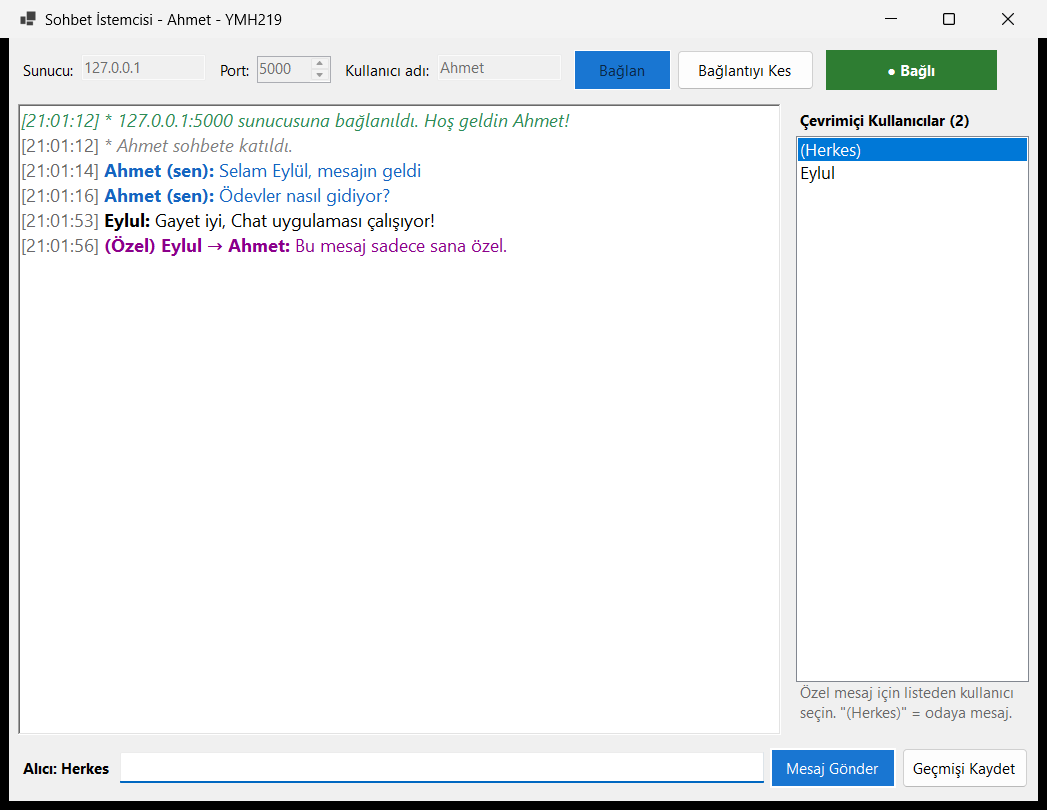 Sohbet İstemcisi - Ahmet - YMH219
Sunucu: 127.0.0.1 Port: 5000 Kullanıcı adı: Ahmet Bağlan Bağlantıyı Kes ● Bağlı
[21:01:12] * 127.0.0.1:5000 sunucusuna bağlanıldı. Hoş geldin Ahmet!
[21:01:12] * Ahmet sohbete katıldı.
[21:01:14] Ahmet (sen): Selam Eylül, mesajın geldi
[21:01:16] Ahmet (sen): Ödevler nasıl gidiyor?
[21:01:53] Eylul: Gayet iyi, Chat uygulaması çalışıyor!
[21:01:56] (Özel) Eylul → Ahmet: Bu mesaj sadece sana özel.
Çevrimiçi Kullanıcılar (2)
(Herkes)
Eylul
Özel mesaj için listeden kullanıcı
seçin. "(Herkes)" = odaya mesaj.
Alıcı: Herkes Mesaj Gönder Geçmişi Kaydet